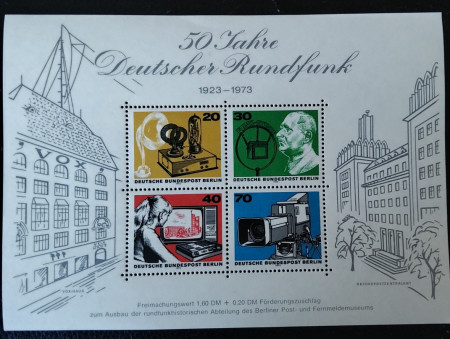 50 Jahre
Deutscher Rundfunk
1923–1973
20
DEUTSCHE BUNDESPOST BERLIN
30
DEUTSCHE BUNDESPOST BERLIN
40
DEUTSCHE BUNDESPOST BERLIN
70
DEUTSCHE BUNDESPOST BERLIN
VOX
Freimachungswert 1,60 DM + 0,20 DM Förderungszuschlag
zum Ausbau der rundfunkhistorischen Abteilung des Berliner Post- und Fernmeldemuseums